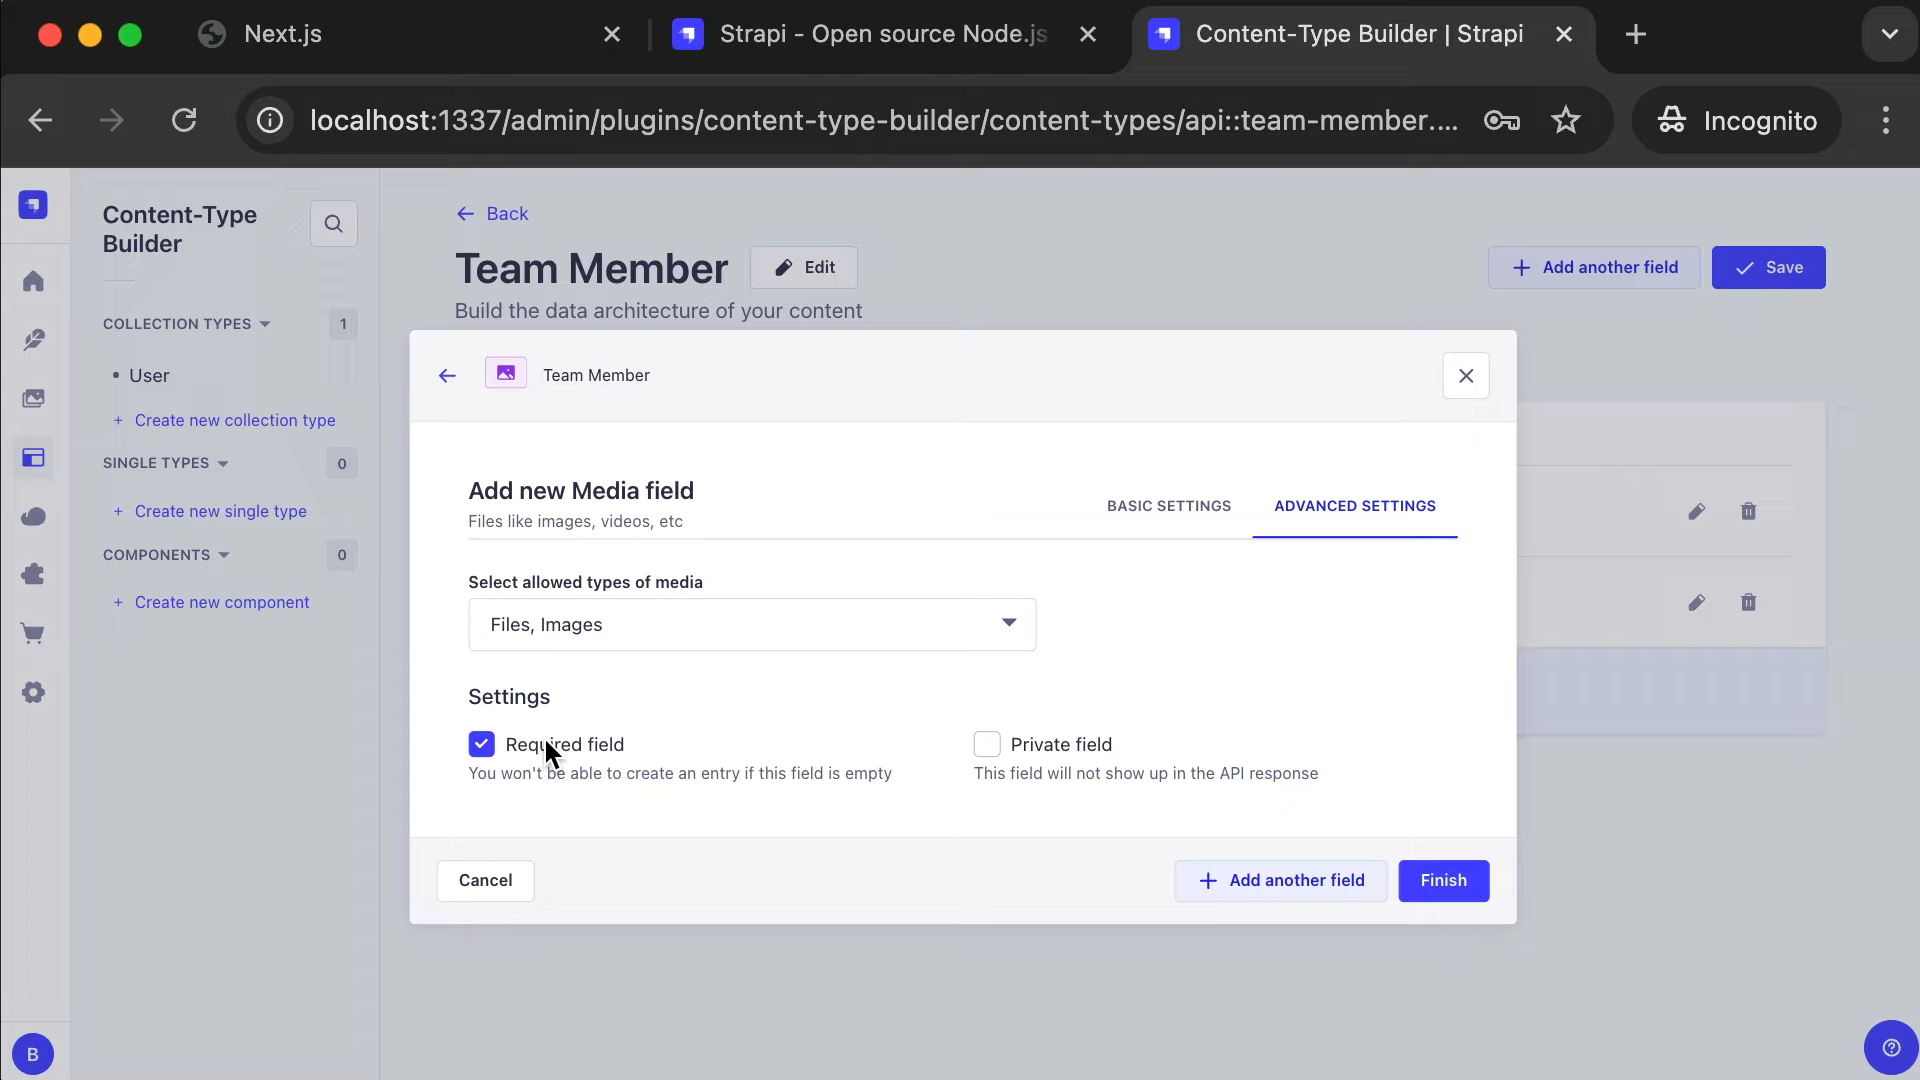 Next.js
Strapi - Open source Node.js
Content-Type Builder | Strapi
localhost:1337/admin/plugins/content-type-builder/content-types/api::team-member....
Incognito
Content-Type
Builder
COLLECTION TYPES
1
User
+ Create new collection type
SINGLE TYPES
0
+ Create new single type
COMPONENTS
0
+ Create new component
B
Back
Team Member
Edit
Build the data architecture of your content
+ Add another field
Save
Team Member
Add new Media field
Files like images, videos, etc
BASIC SETTINGS
ADVANCED SETTINGS
Select allowed types of media
Files, Images
Settings
Required field
You won't be able to create an entry if this field is empty
Private field
This field will not show up in the API response
Cancel
+ Add another field
Finish